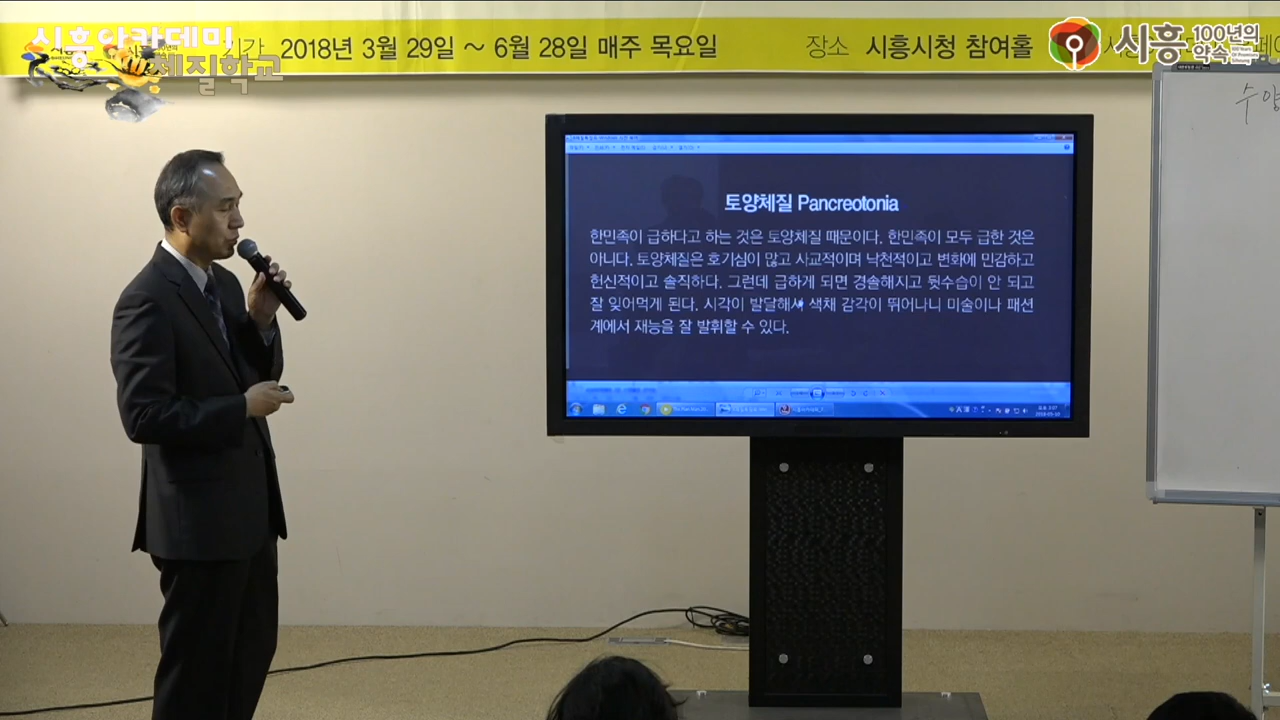 시흥아카데미
체질학교
2018년 3월 29일 ~ 6월 28일 매주 목요일
장소 시흥시청 참여홀
시흥 100년의 약속
수양
토양체질 Pancreotonia
한민족이 급하다고 하는 것은 토양체질 때문이다. 한민족이 모두 급한 것은
아니다. 토양체질은 호기심이 많고 사교적이며 낙천적이고 변화에 민감하고
헌신적이고 솔직하다. 그런데 급하게 되면 경솔해지고 뒷수습이 안 되고
잘 잊어먹게 된다. 시각이 발달해서 색채 감각이 뛰어나니 미술이나 패션
계에서 재능을 잘 발휘할 수 있다.